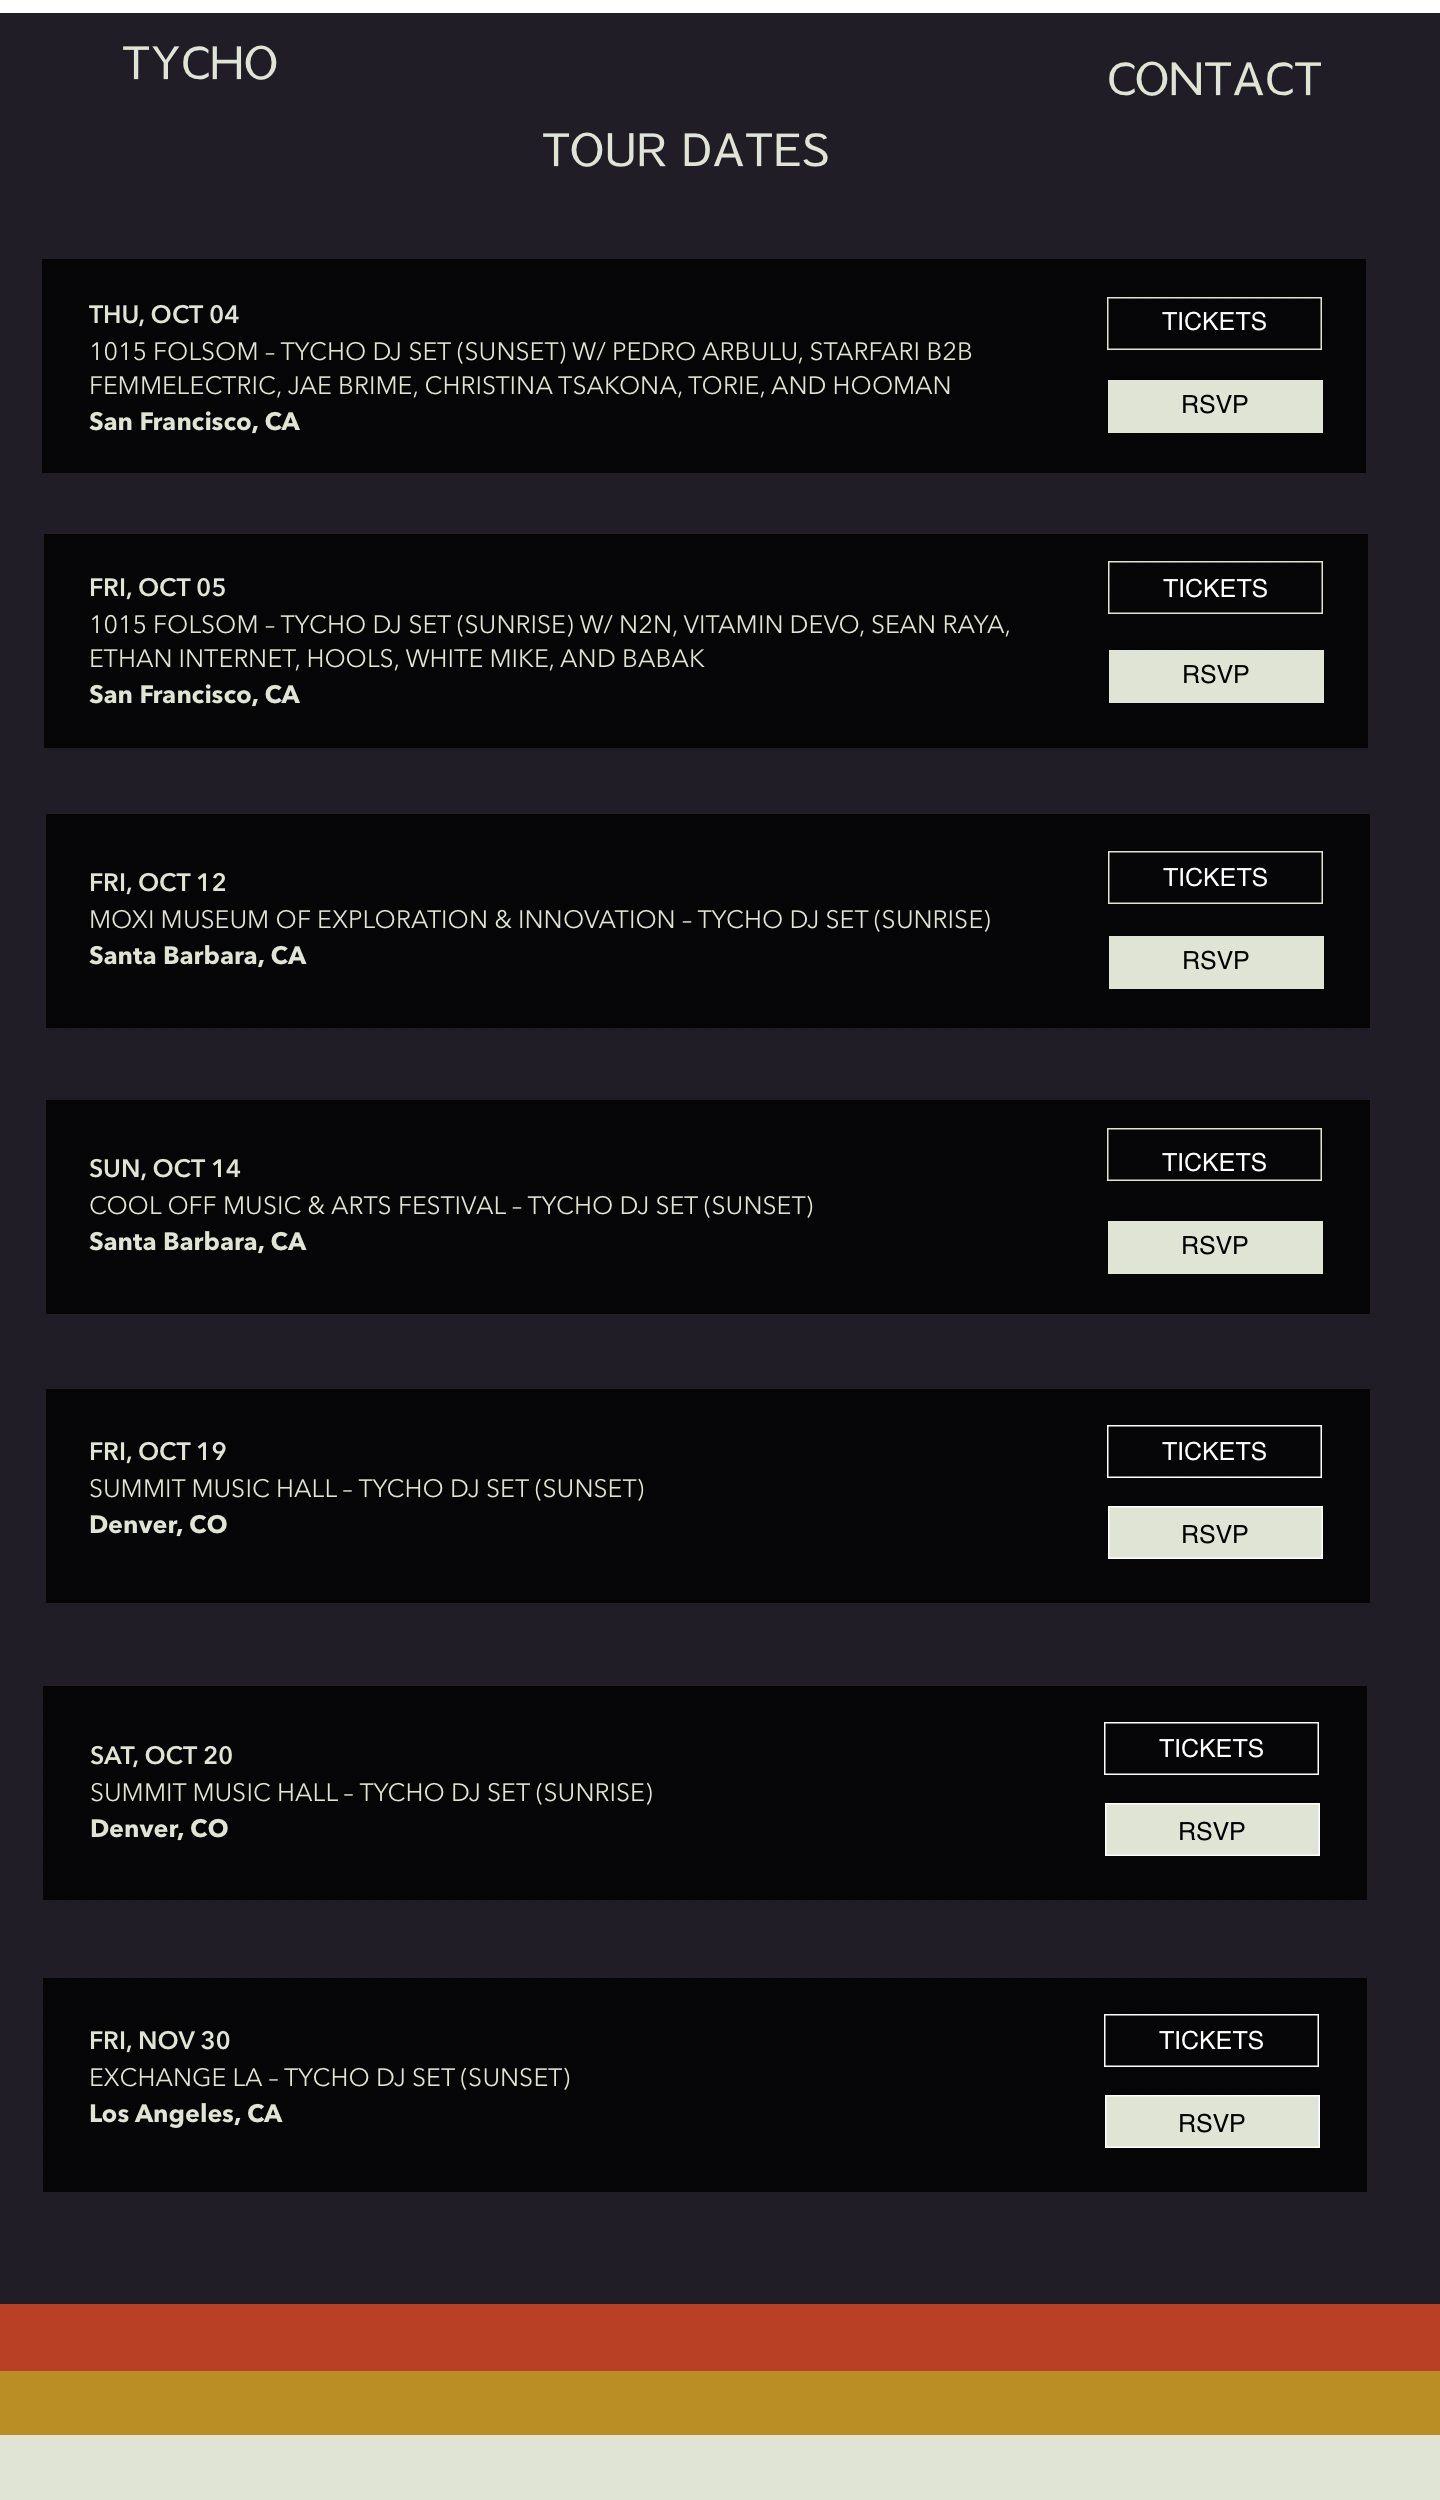 TYCHO
CONTACT
TOUR DATES
THU, OCT 04
1015 FOLSOM – TYCHO DJ SET (SUNSET) W/ PEDRO ARBULU, STARFARI B2B
FEMMELECTRIC, JAE BRIME, CHRISTINA TSAKONA, TORIE, AND HOOMAN
San Francisco, CA
TICKETS
RSVP
FRI, OCT 05
1015 FOLSOM – TYCHO DJ SET (SUNRISE) W/ N2N, VITAMIN DEVO, SEAN RAYA,
ETHAN INTERNET, HOOLS, WHITE MIKE, AND BABAK
San Francisco, CA
TICKETS
RSVP
FRI, OCT 12
MOXI MUSEUM OF EXPLORATION & INNOVATION – TYCHO DJ SET (SUNRISE)
Santa Barbara, CA
TICKETS
RSVP
SUN, OCT 14
COOL OFF MUSIC & ARTS FESTIVAL – TYCHO DJ SET (SUNSET)
Santa Barbara, CA
TICKETS
RSVP
FRI, OCT 19
SUMMIT MUSIC HALL – TYCHO DJ SET (SUNSET)
Denver, CO
TICKETS
RSVP
SAT, OCT 20
SUMMIT MUSIC HALL – TYCHO DJ SET (SUNRISE)
Denver, CO
TICKETS
RSVP
FRI, NOV 30
EXCHANGE LA – TYCHO DJ SET (SUNSET)
Los Angeles, CA
TICKETS
RSVP